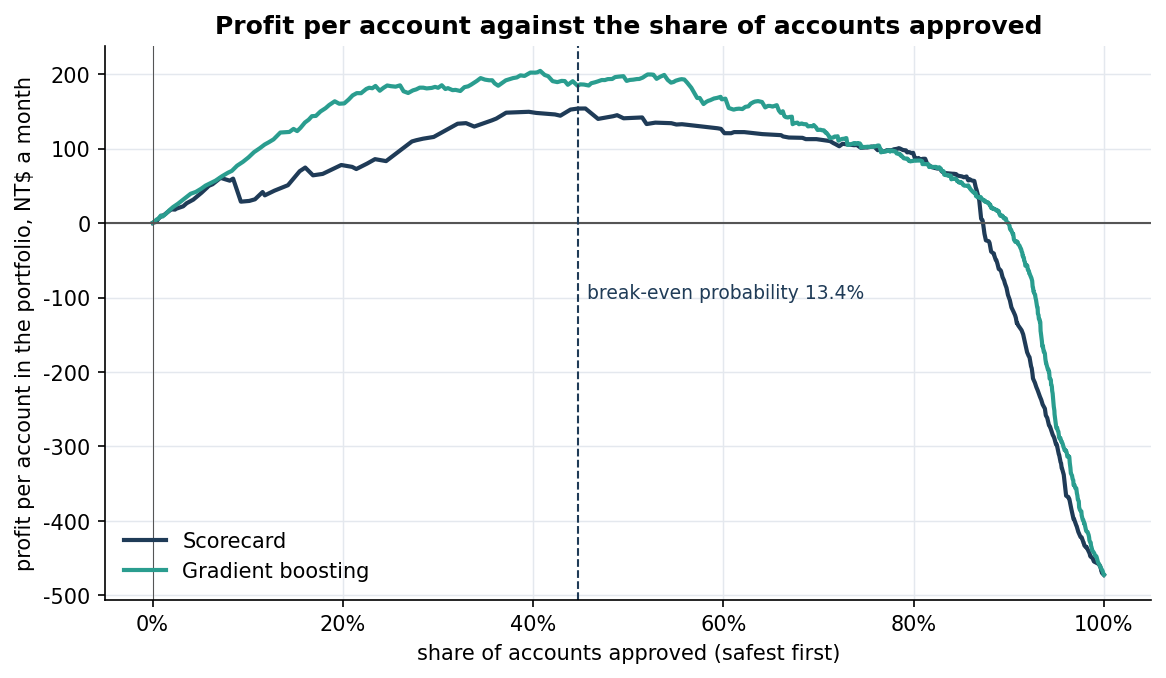 Profit per account against the share of accounts approved
profit per account in the portfolio, NT$ a month
200
100
0
-100
-200
-300
-400
-500
break-even probability 13.4%
Scorecard
Gradient boosting
0%
20%
40%
60%
80%
100%
share of accounts approved (safest first)